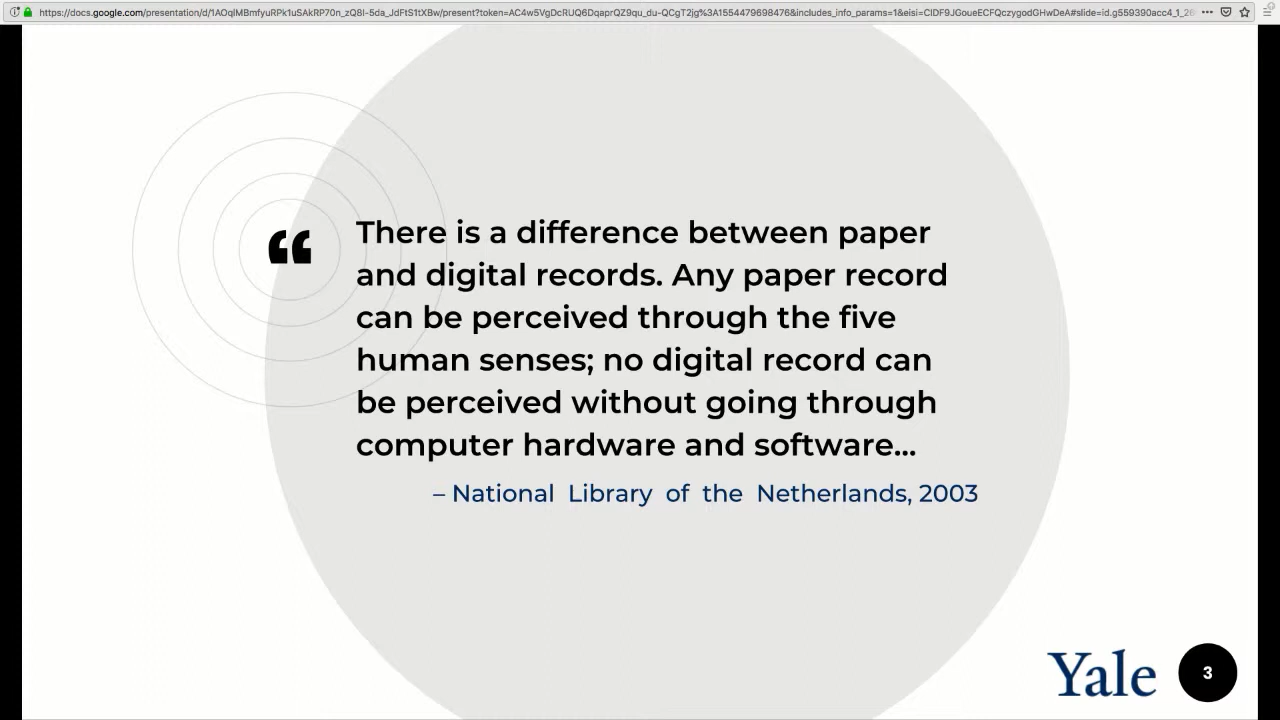 “
There is a difference between paper
and digital records. Any paper record
can be perceived through the five
human senses; no digital record can
be perceived without going through
computer hardware and software...
– National Library of the Netherlands, 2003
Yale
3